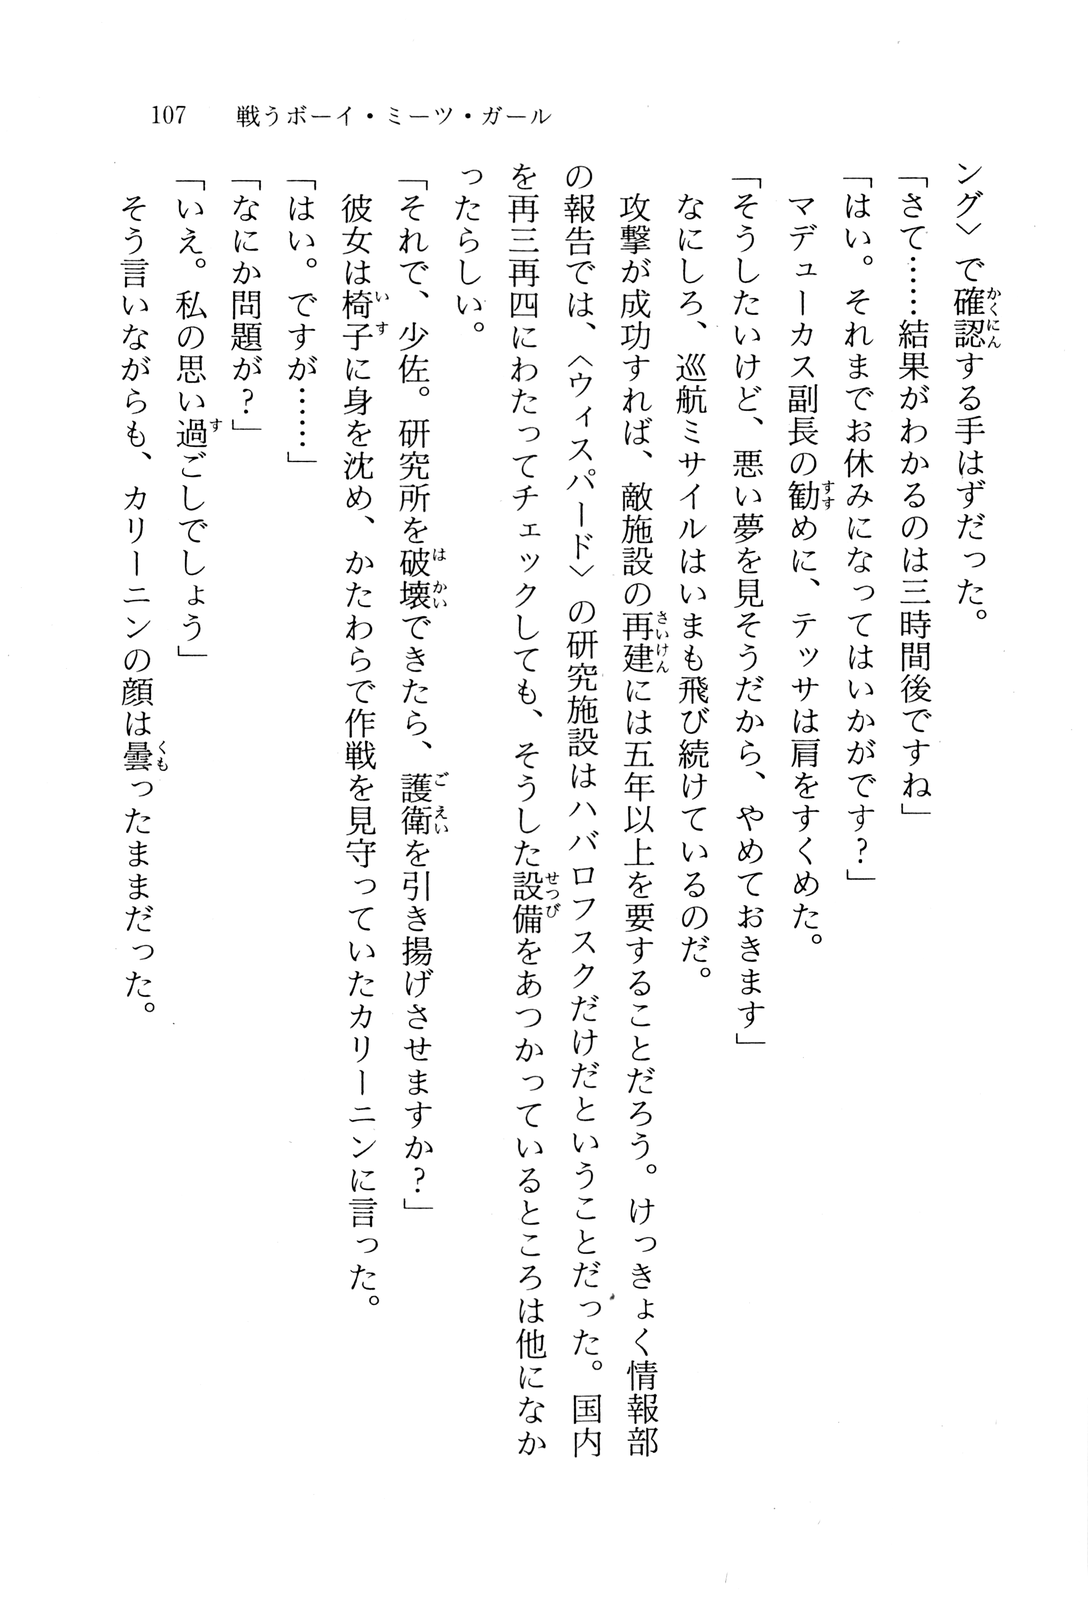 107　戦うボーイ・ミーツ・ガール
ング〉で確認する手はずだった。
「さて……結果がわかるのは三時間後ですね」
「はい。それまでお休みになってはいかがです？」
　マデューカス副長の勧めに、テッサは肩をすくめた。
「そうしたいけど、悪い夢を見そうだから、やめておきます」
　なにしろ、巡航ミサイルはいまも飛び続けているのだ。
　攻撃が成功すれば、敵施設の再建には五年以上を要することだろう。けっきょく情報部
の報告では、〈ウィスパード〉の研究施設はハバロフスクだけだということだった。国内
を再三再四にわたってチェックしても、そうした設備をあつかっているところは他になか
ったらしい。
「それで、少佐。研究所を破壊できたら、護衛を引き揚げさせますか？」
　彼女は椅子に身を沈め、かたわらで作戦を見守っていたカリーニンに言った。
「はい。ですが……」
「なにか問題が？」
「いえ。私の思い過ごしでしょう」
　そう言いながらも、カリーニンの顔は曇ったままだった。